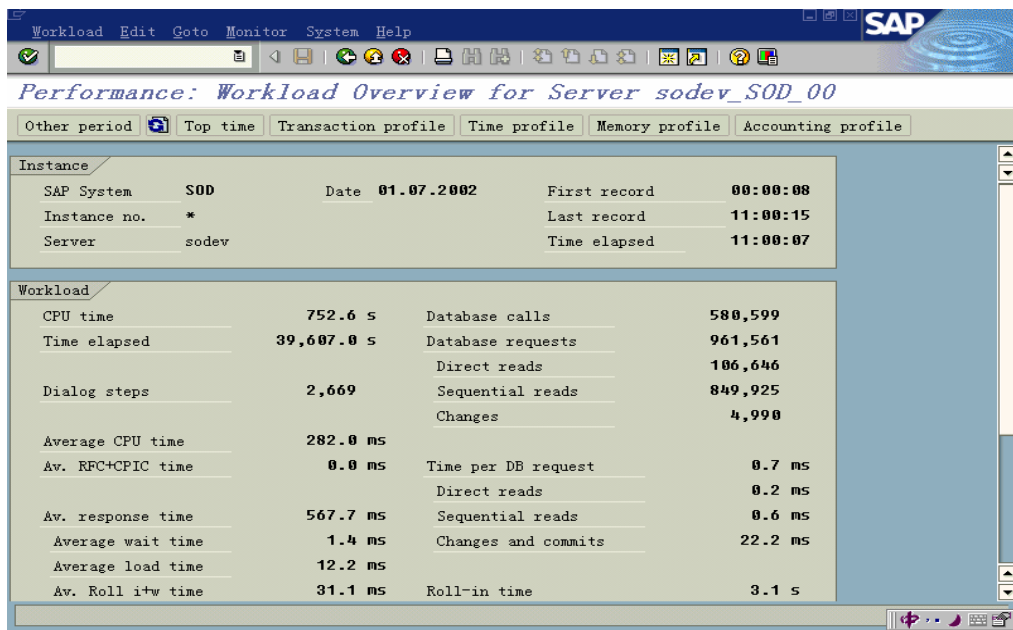 Workload Edit Goto Monitor System Help
SAP
Performance: Workload Overview for Server sodev_SOD_00
Other period Top time Transaction profile Time profile Memory profile Accounting profile
Instance
SAP System SOD Date 01.07.2002 First record 00:00:08
Instance no. * Last record 11:00:15
Server sodev Time elapsed 11:00:07
Workload
CPU time 752.6 s Database calls 580,599
Time elapsed 39,607.0 s Database requests 961,561
Direct reads 106,646
Dialog steps 2,669 Sequential reads 849,925
Changes 4,990
Average CPU time 282.0 ms
Av. RFC+CPIC time 0.0 ms Time per DB request 0.7 ms
Direct reads 0.2 ms
Av. response time 567.7 ms Sequential reads 0.6 ms
Average wait time 1.4 ms Changes and commits 22.2 ms
Average load time 12.2 ms
Av. Roll i+w time 31.1 ms Roll-in time 3.1 s
中